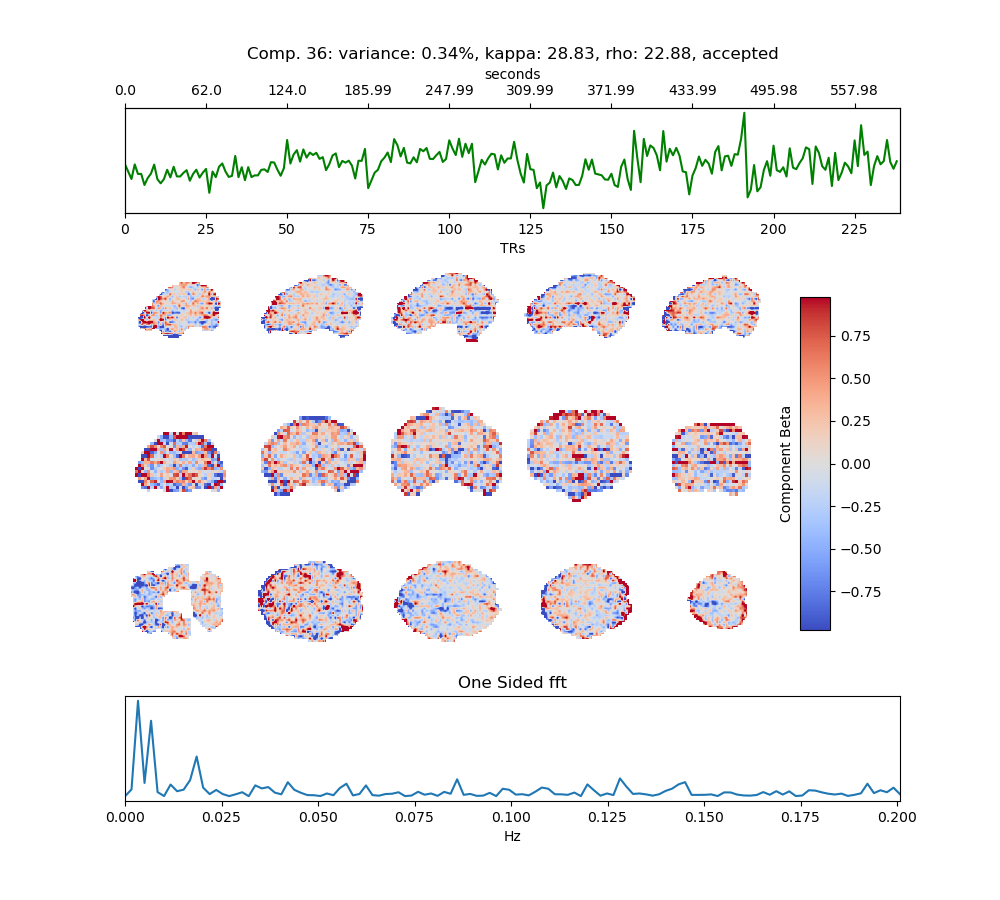 Comp. 36: variance: 0.34%, kappa: 28.83, rho: 22.88, accepted
seconds
0.0 62.0 124.0 185.99 247.99 309.99 371.99 433.99 495.98 557.98
0 25 50 75 100 125 150 175 200 225
TRs
0.75
0.50
0.25
0.00
−0.25
−0.50
−0.75
Component Beta
One Sided fft
0.000 0.025 0.050 0.075 0.100 0.125 0.150 0.175 0.200
Hz